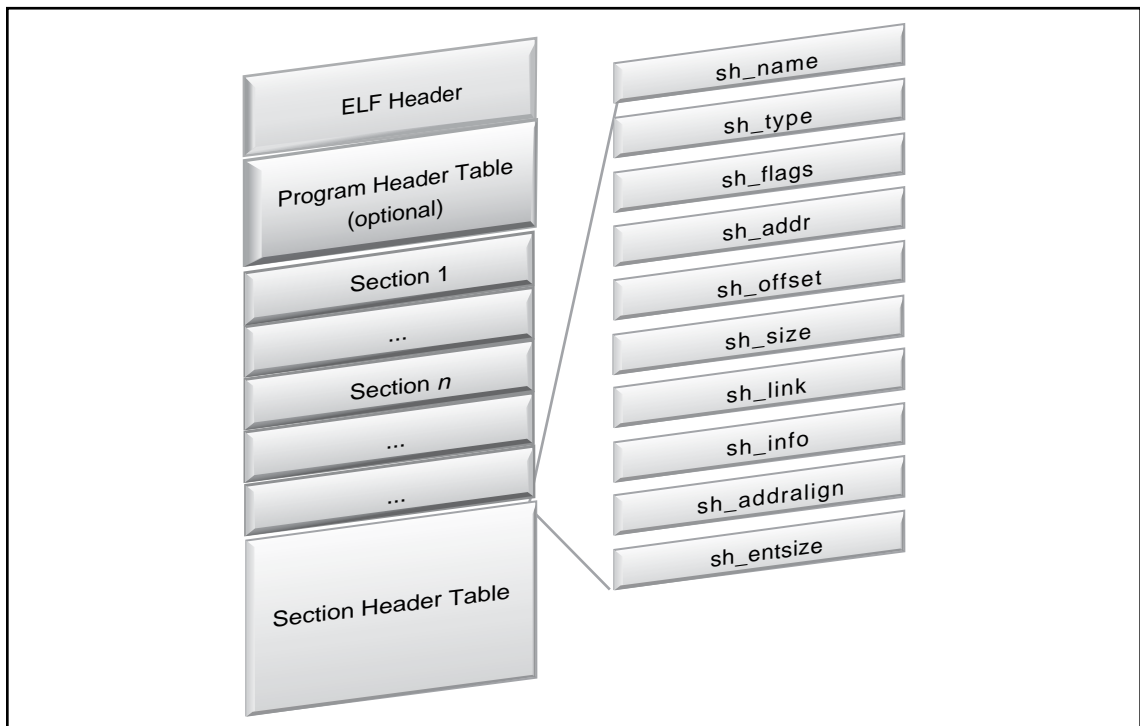 ELF Header
Program Header Table
(optional)
Section 1
...
Section n
...
...
Section Header Table
sh_name
sh_type
sh_flags
sh_addr
sh_offset
sh_size
sh_link
sh_info
sh_addralign
sh_entsize